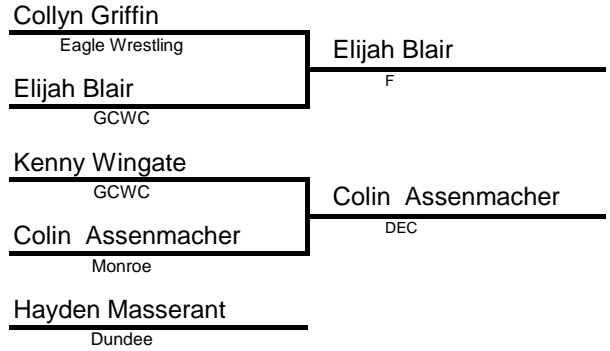 Collyn Griffin
Eagle Wrestling
Elijah Blair
F
Elijah Blair
GCWC
Kenny Wingate
GCWC
Colin  Assenmacher
DEC
Colin  Assenmacher
Monroe
Hayden Masserant
Dundee